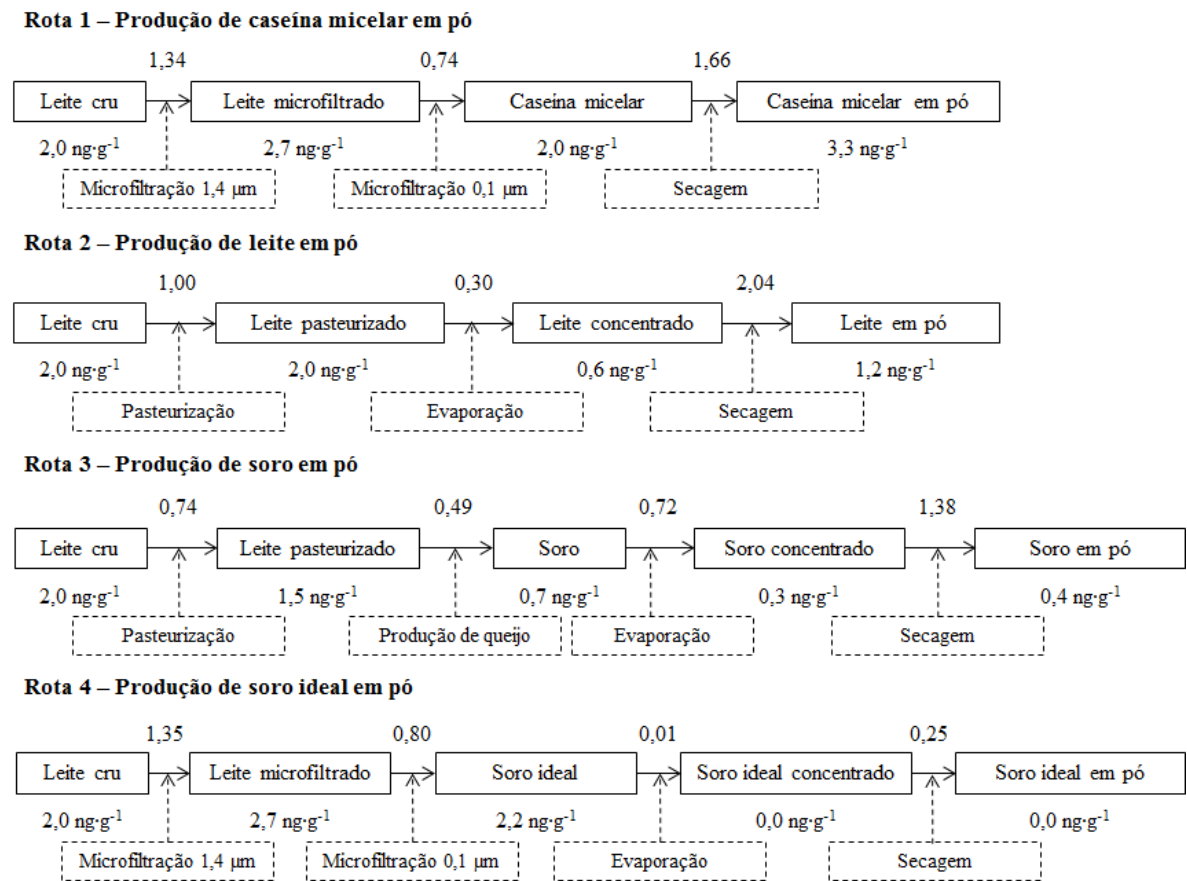 Rota 1 – Produção de caseína micelar em pó
1,34 0,74 1,66
Leite cru Leite microfiltrado Caseína micelar Caseína micelar em pó
2,0 ng·g-1 2,7 ng·g-1 2,0 ng·g-1 3,3 ng·g-1
Microfiltração 1,4 µm Microfiltração 0,1 µm Secagem
Rota 2 – Produção de leite em pó
1,00 0,30 2,04
Leite cru Leite pasteurizado Leite concentrado Leite em pó
2,0 ng·g-1 2,0 ng·g-1 0,6 ng·g-1 1,2 ng·g-1
Pasteurização Evaporação Secagem
Rota 3 – Produção de soro em pó
0,74 0,49 0,72 1,38
Leite cru Leite pasteurizado Soro Soro concentrado Soro em pó
2,0 ng·g-1 1,5 ng·g-1 0,7 ng·g-1 0,3 ng·g-1 0,4 ng·g-1
Pasteurização Produção de queijo Evaporação Secagem
Rota 4 – Produção de soro ideal em pó
1,35 0,80 0,01 0,25
Leite cru Leite microfiltrado Soro ideal Soro ideal concentrado Soro ideal em pó
2,0 ng·g-1 2,7 ng·g-1 2,2 ng·g-1 0,0 ng·g-1 0,0 ng·g-1
Microfiltração 1,4 µm Microfiltração 0,1 µm Evaporação Secagem